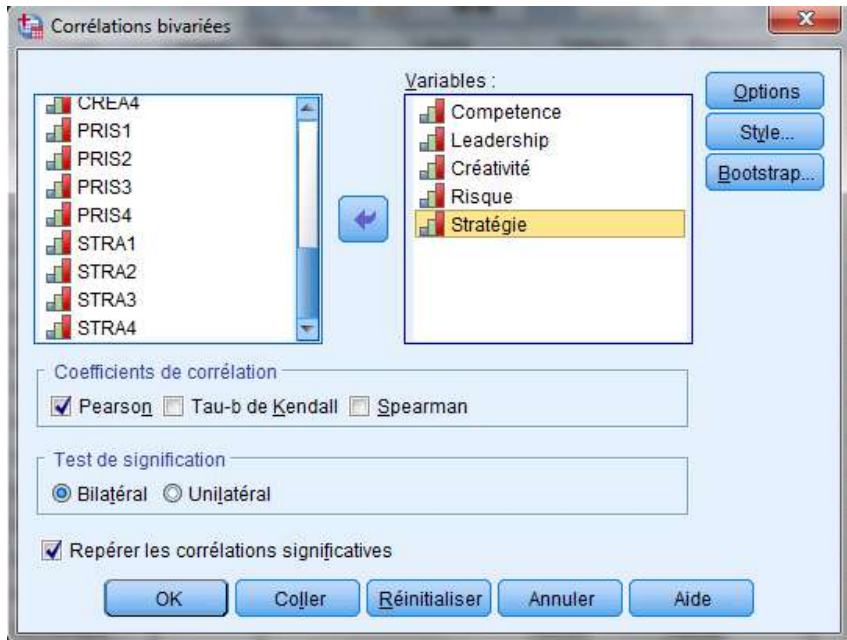 Corrélations bivariées
CREA4
PRIS1
PRIS2
PRIS3
PRIS4
STRA1
STRA2
STRA3
STRA4
Variables :
Competence
Leadership
Créativité
Risque
Stratégie
Options
Style...
Bootstrap...
Coefficients de corrélation
Pearson Tau-b de Kendall Spearman
Test de signification
Bilatéral Unilatéral
Repérer les corrélations significatives
OK Coller Réinitialiser Annuler Aide